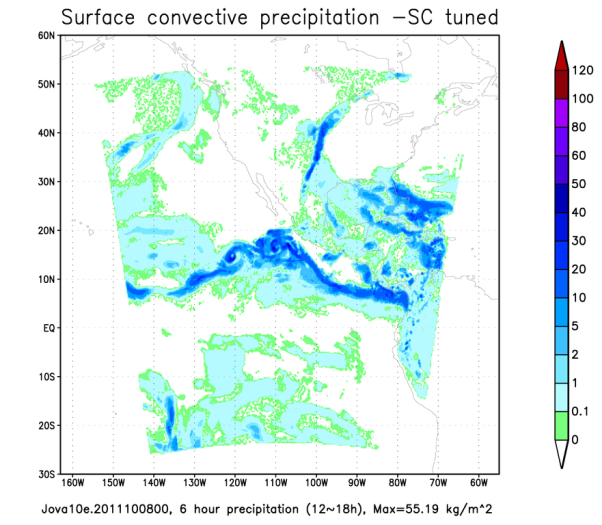 Surface convective precipitation −SC tuned
60N
50N
40N
30N
20N
10N
EQ
10S
20S
30S
160W 150W 140W 130W 120W 110W 100W 90W 80W 70W 60W
120
100
80
60
50
40
30
20
10
5
2
1
0.1
0
Jova10e.2011100800, 6 hour precipitation (12~18h), Max=55.19 kg/m^2